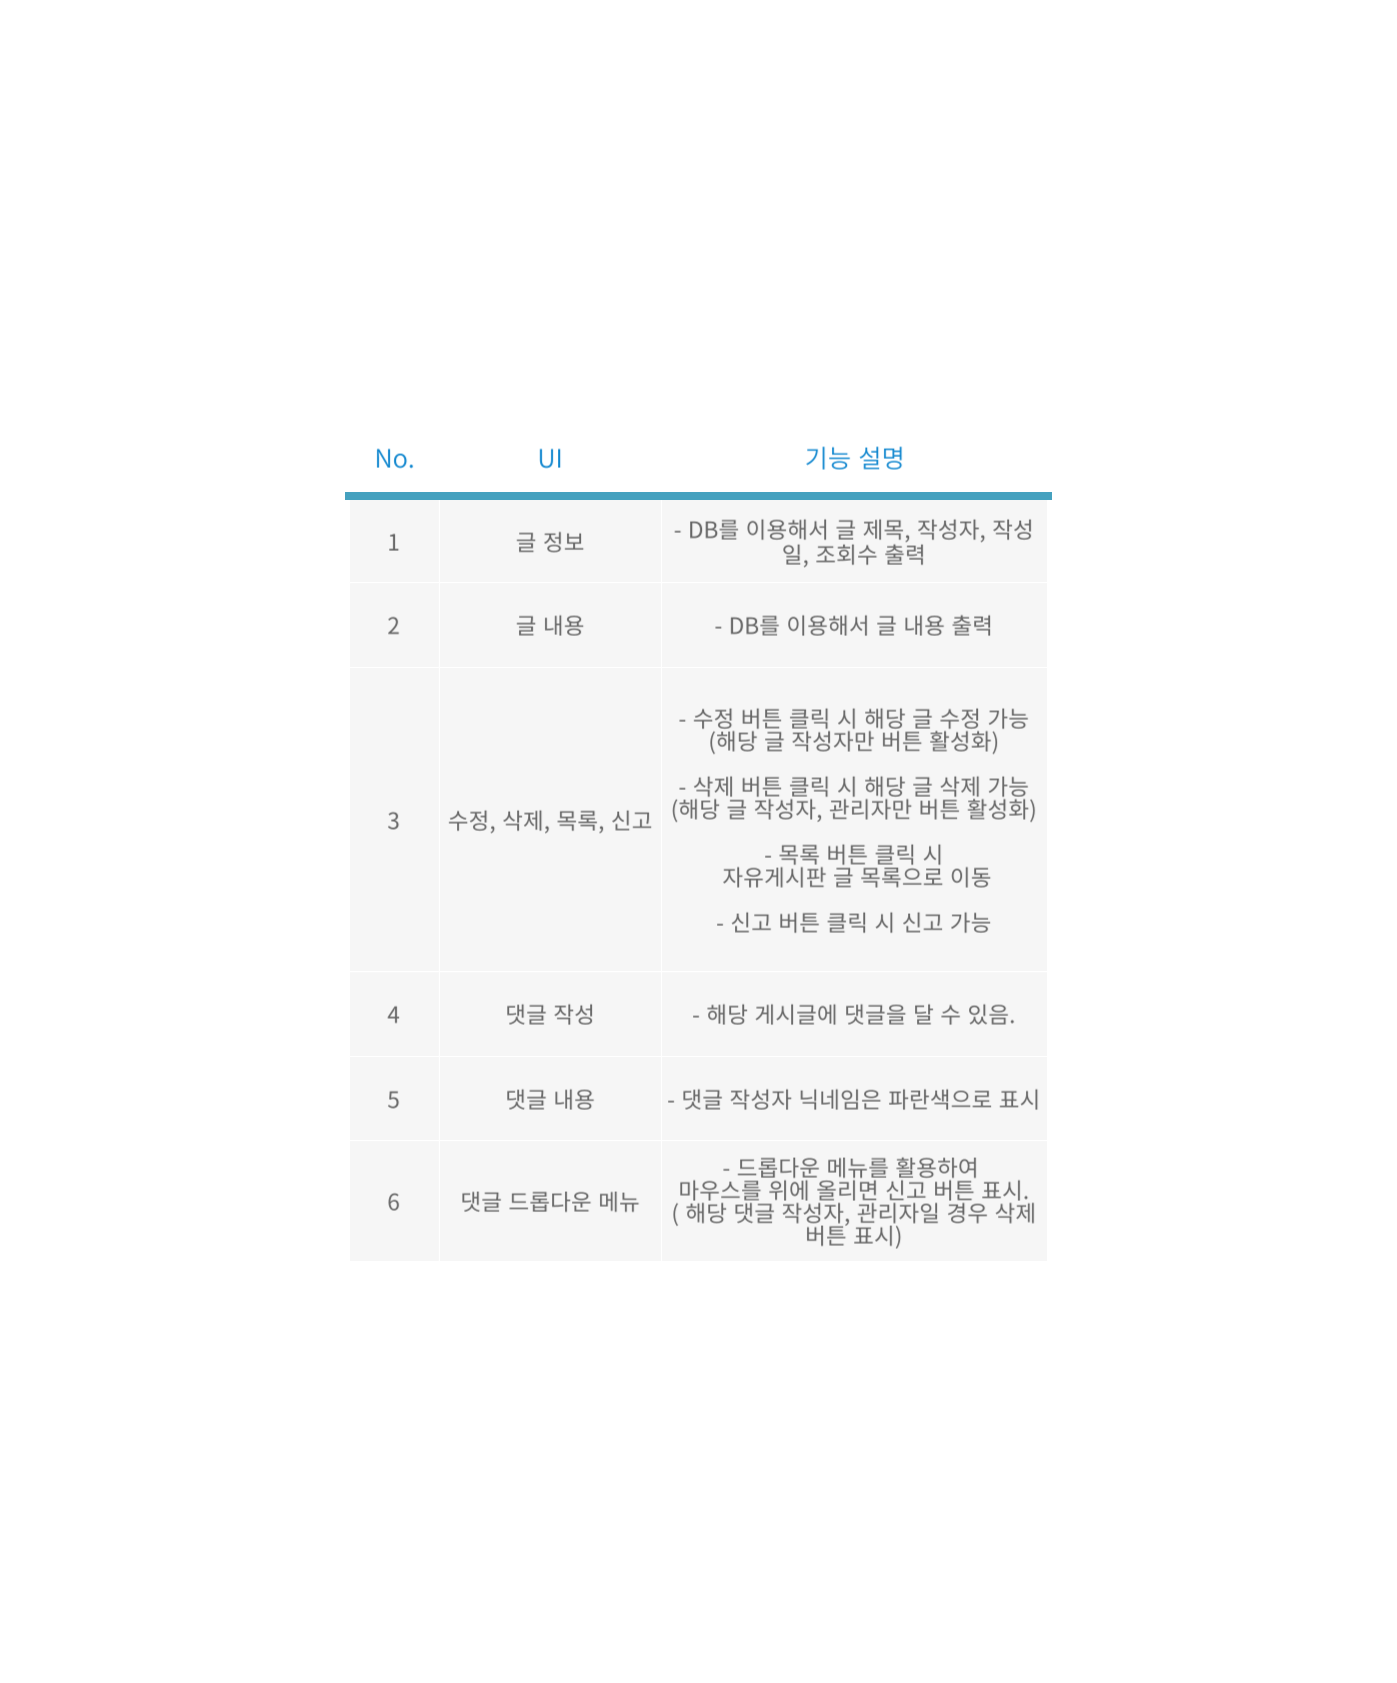 No. UI 기능 설명
1 글 정보 - DB를 이용해서 글 제목, 작성자, 작성
일, 조회수 출력
2 글 내용 - DB를 이용해서 글 내용 출력
3 수정, 삭제, 목록, 신고 - 수정 버튼 클릭 시 해당 글 수정 가능
(해당 글 작성자만 버튼 활성화)
- 삭제 버튼 클릭 시 해당 글 삭제 가능
(해당 글 작성자, 관리자만 버튼 활성화)
- 목록 버튼 클릭 시
자유게시판 글 목록으로 이동
- 신고 버튼 클릭 시 신고 가능
4 댓글 작성 - 해당 게시글에 댓글을 달 수 있음.
5 댓글 내용 - 댓글 작성자 닉네임은 파란색으로 표시
6 댓글 드롭다운 메뉴 - 드롭다운 메뉴를 활용하여
마우스를 위에 올리면 신고 버튼 표시.
( 해당 댓글 작성자, 관리자일 경우 삭제
버튼 표시)